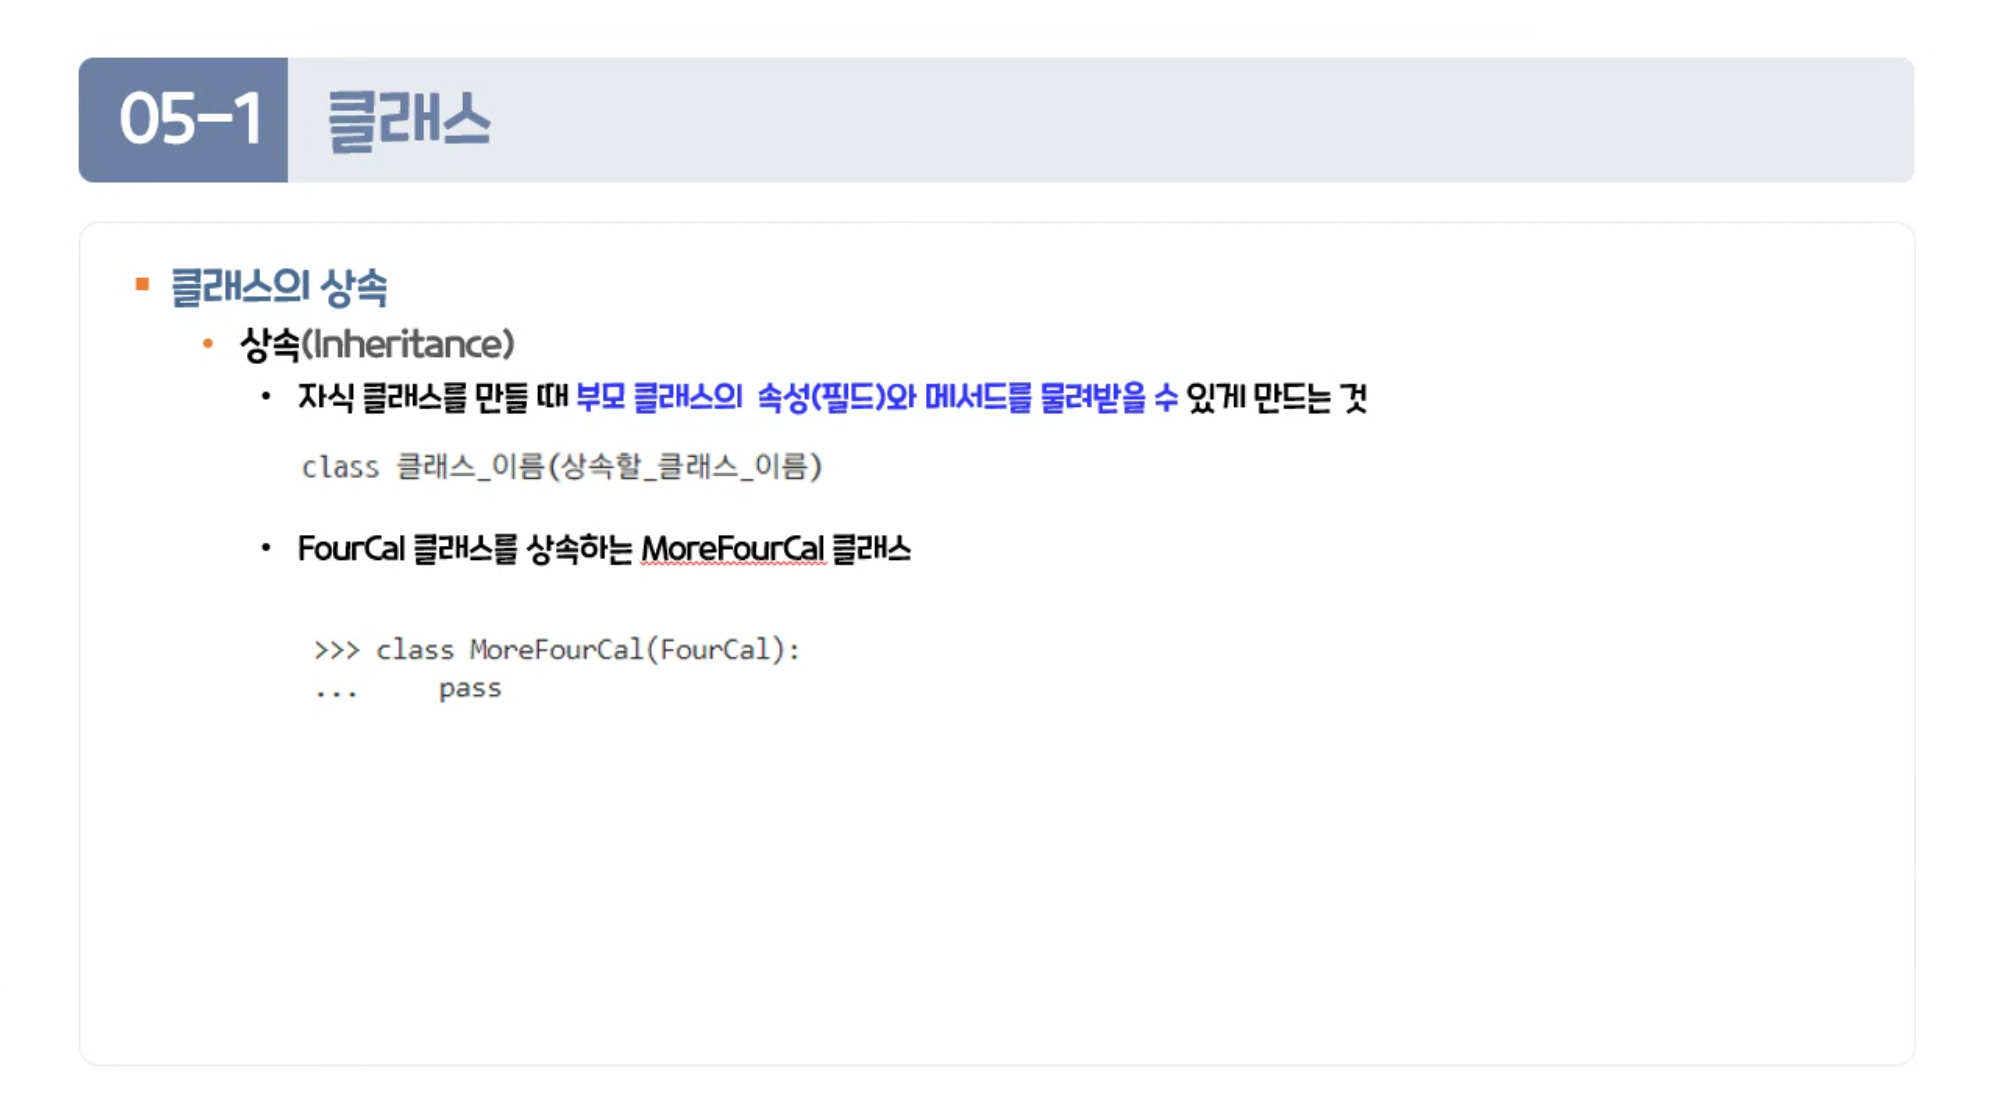 05-1 클래스
클래스의 상속
상속(Inheritance)
자식 클래스를 만들 때 부모 클래스의 속성(필드)와 메서드를 물려받을 수 있게 만드는 것
class 클래스_이름(상속할_클래스_이름)
FourCal 클래스를 상속하는 MoreFourCal 클래스
>>> class MoreFourCal(FourCal):
...     pass